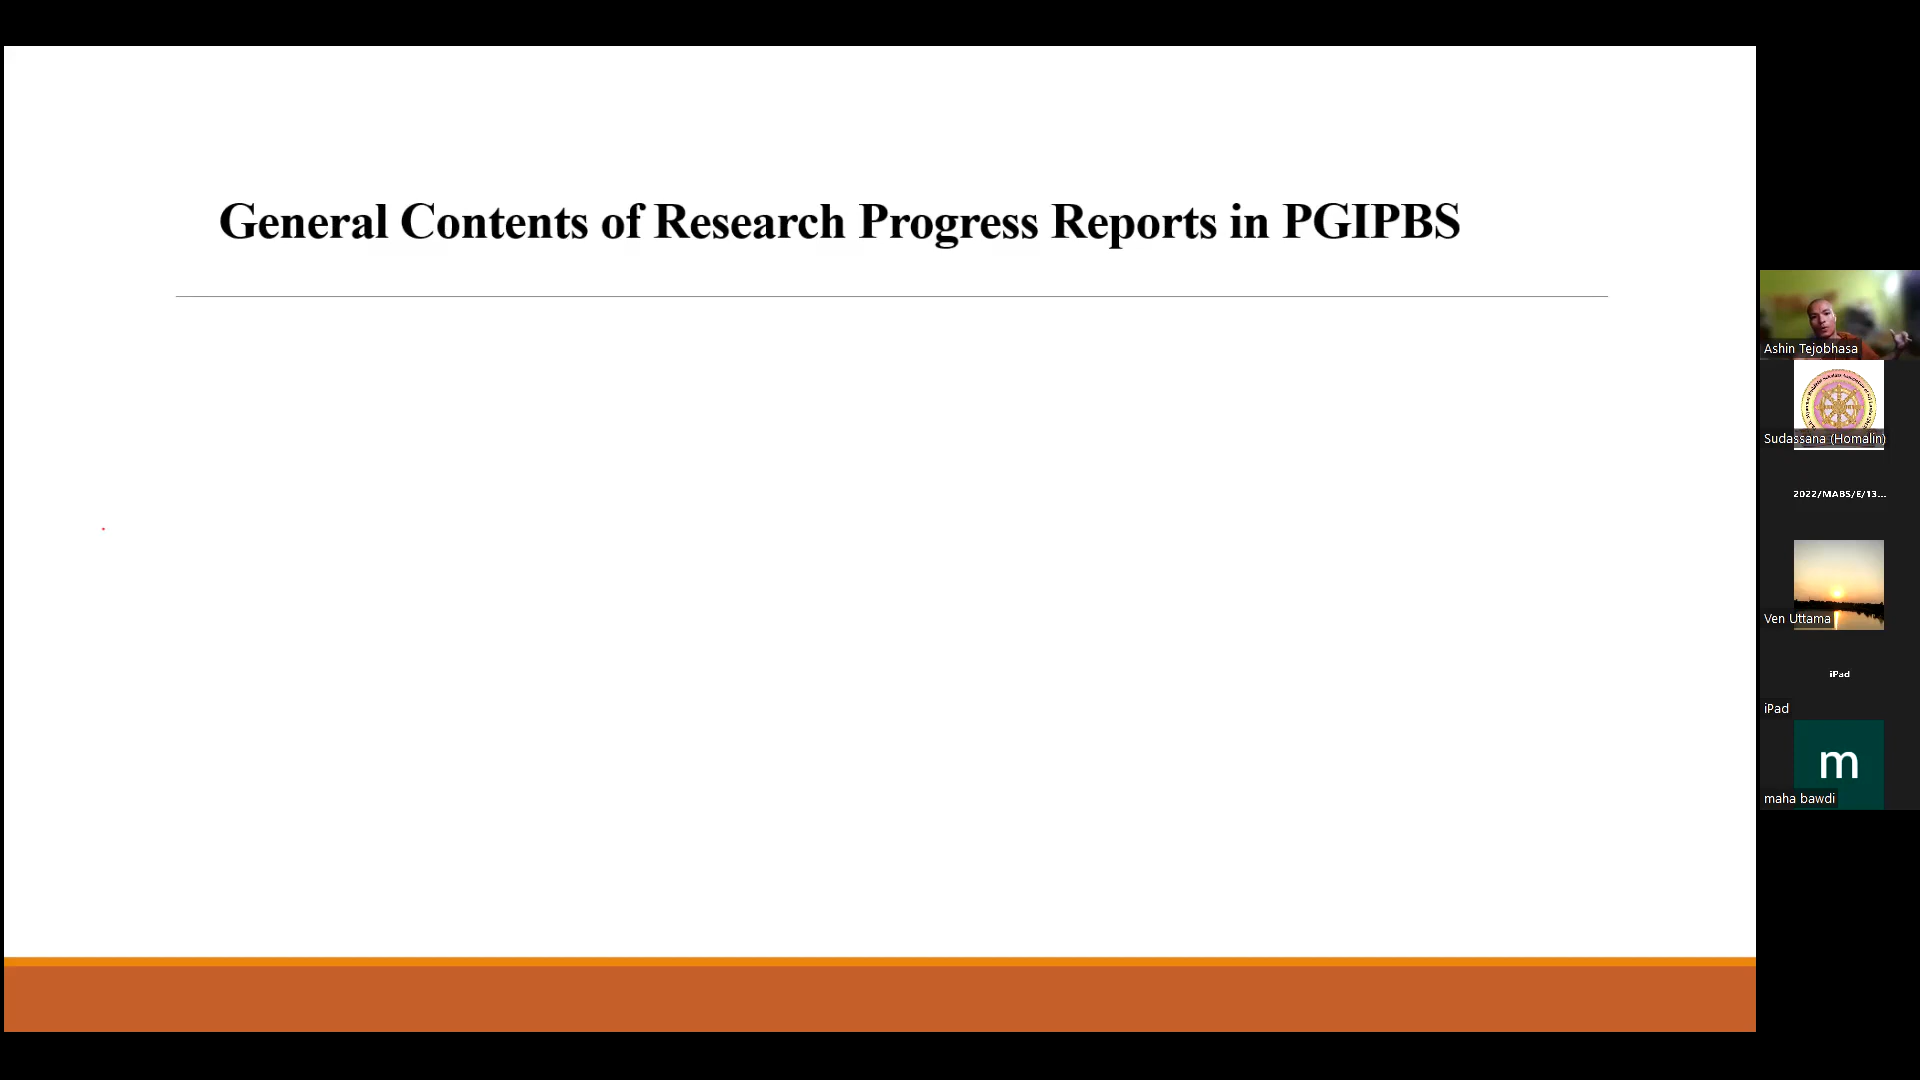 General Contents of Research Progress Reports in PGIPBS
Ashin Tejobhasa
Sudassana (Homalin)
2022/MABS/E/13...
Ven Uttama
iPad
iPad
m
maha bawdi